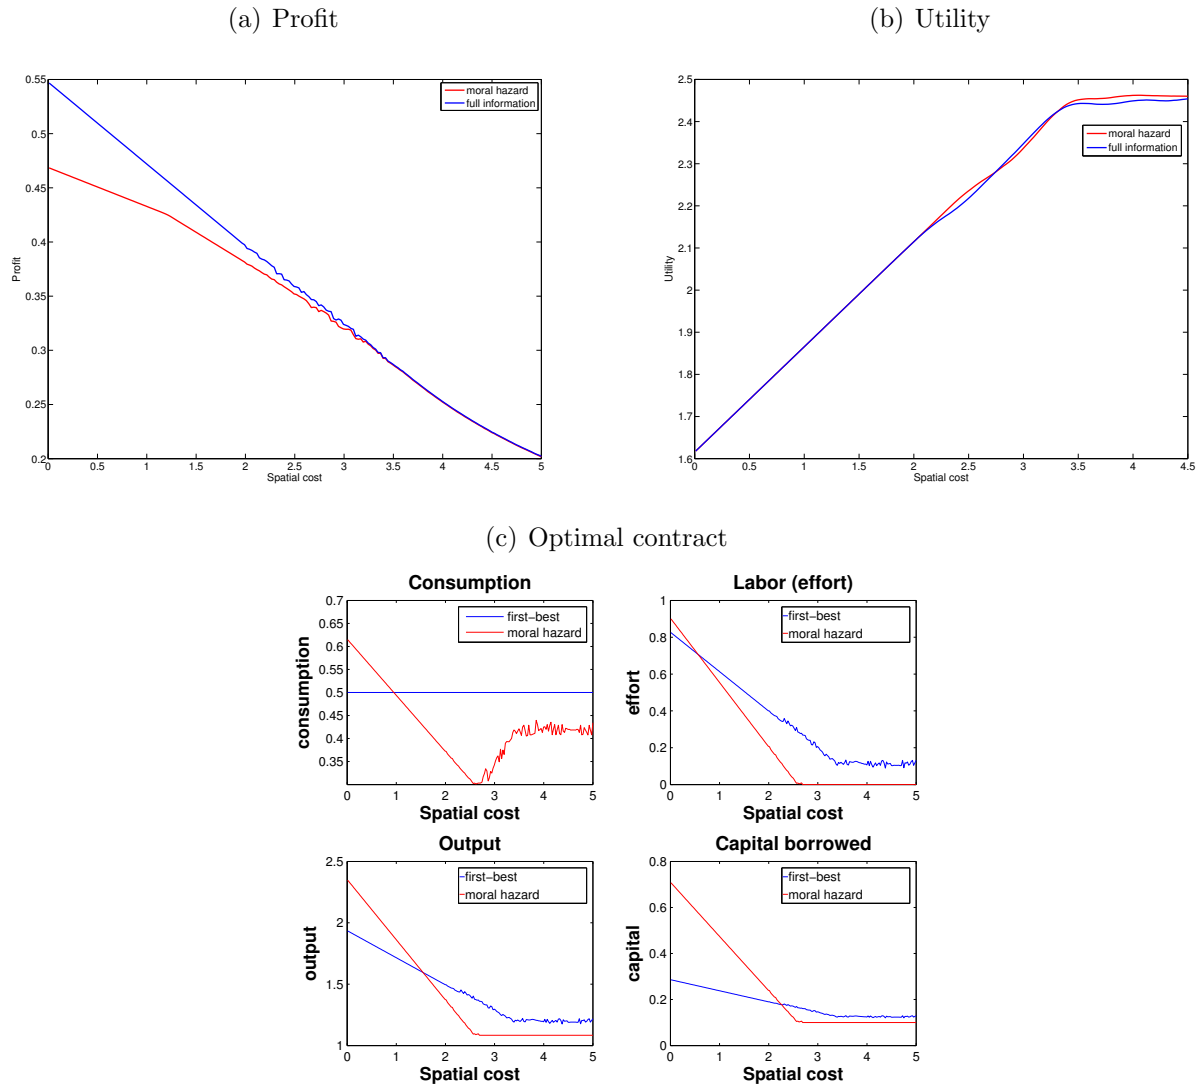 (a) Profit
0.55
0.5
0.45
0.4
0.35
0.3
0.25
0.2
Profit
moral hazard
full information
0 0.5 1 1.5 2 2.5 3 3.5 4 4.5 5
Spatial cost
(b) Utility
2.5
2.4
2.3
2.2
2.1
2
1.9
1.8
1.7
1.6
Utility
moral hazard
full information
0 0.5 1 1.5 2 2.5 3 3.5 4 4.5
Spatial cost
(c) Optimal contract
Consumption
0.7
0.65
0.6
0.55
0.5
0.45
0.4
0.35
consumption
first-best
moral hazard
0 1 2 3 4 5
Spatial cost
Labor (effort)
1
0.8
0.6
0.4
0.2
0
effort
first-best
moral hazard
0 1 2 3 4 5
Spatial cost
Output
2.5
2
1.5
1
output
first-best
moral hazard
0 1 2 3 4 5
Spatial cost
Capital borrowed
0.8
0.6
0.4
0.2
0
capital
first-best
moral hazard
0 1 2 3 4 5
Spatial cost